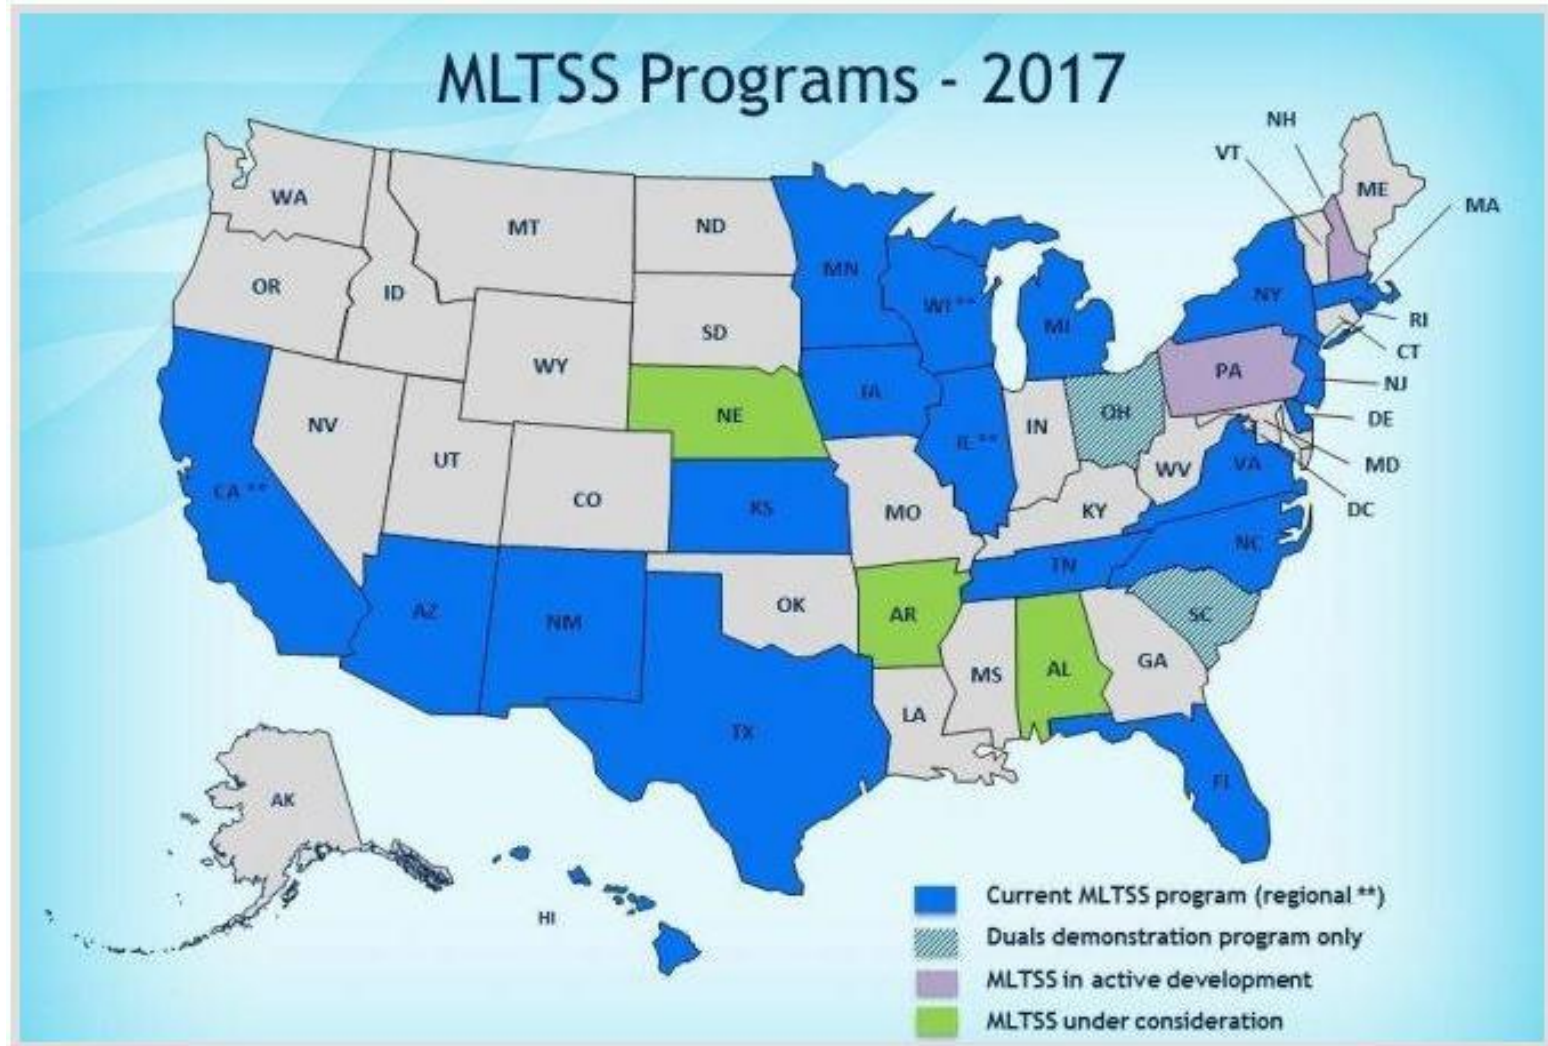 MLTSS Programs - 2017
NH
VT
WA
MT
ND
ME
MA
OR
ID
MN
SD
WI **
NY
MI
RI
WY
CT
PA
NJ
IA
NE
OH
DE
NV
IN
UT
IL **
MD
WV
VA
CA **
CO
KS
MO
KY
DC
NC
TN
AZ
NM
OK
AR
SC
MS
AL
GA
LA
TX
FL
AK
HI
Current MLTSS program (regional **)
Duals demonstration program only
MLTSS in active development
MLTSS under consideration